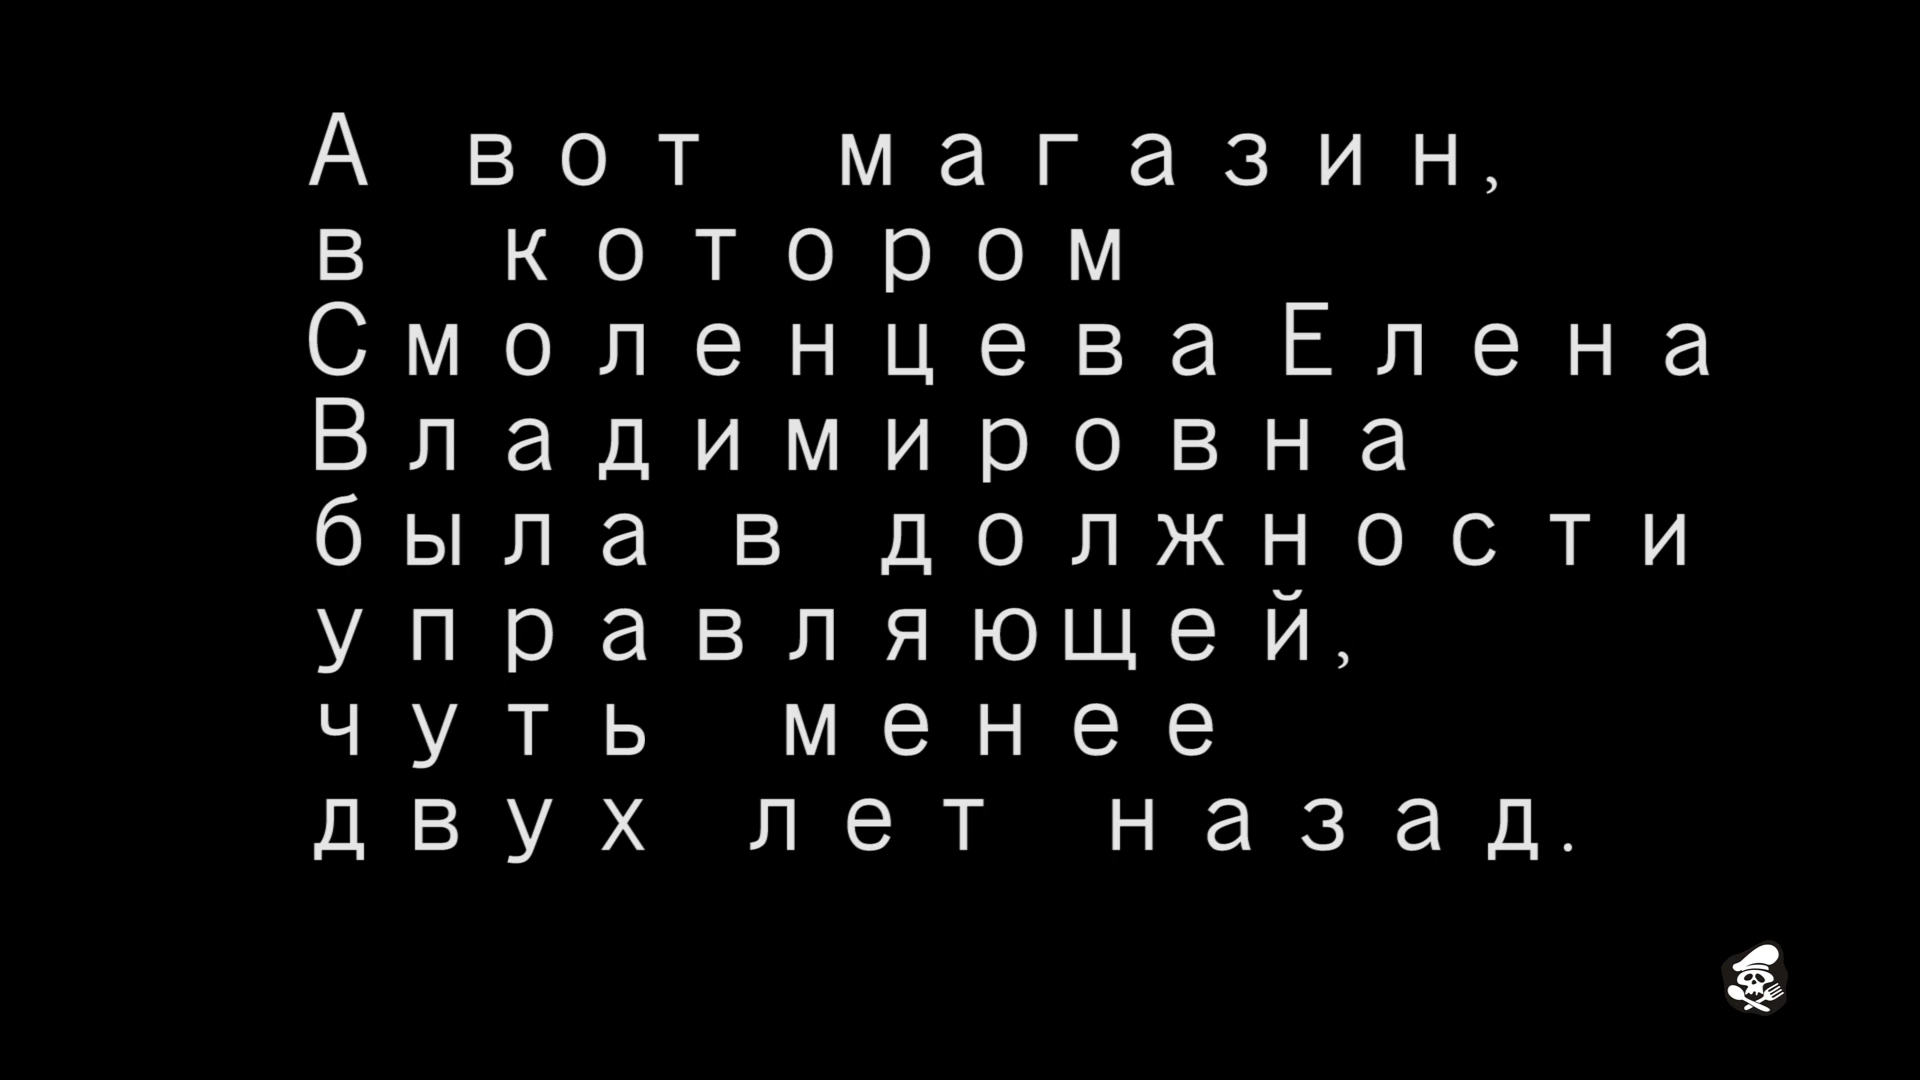 А вот магазин,
в котором
Смоленцева Елена
Владимировна
была в должности
управляющей,
чуть менее
двух лет назад.